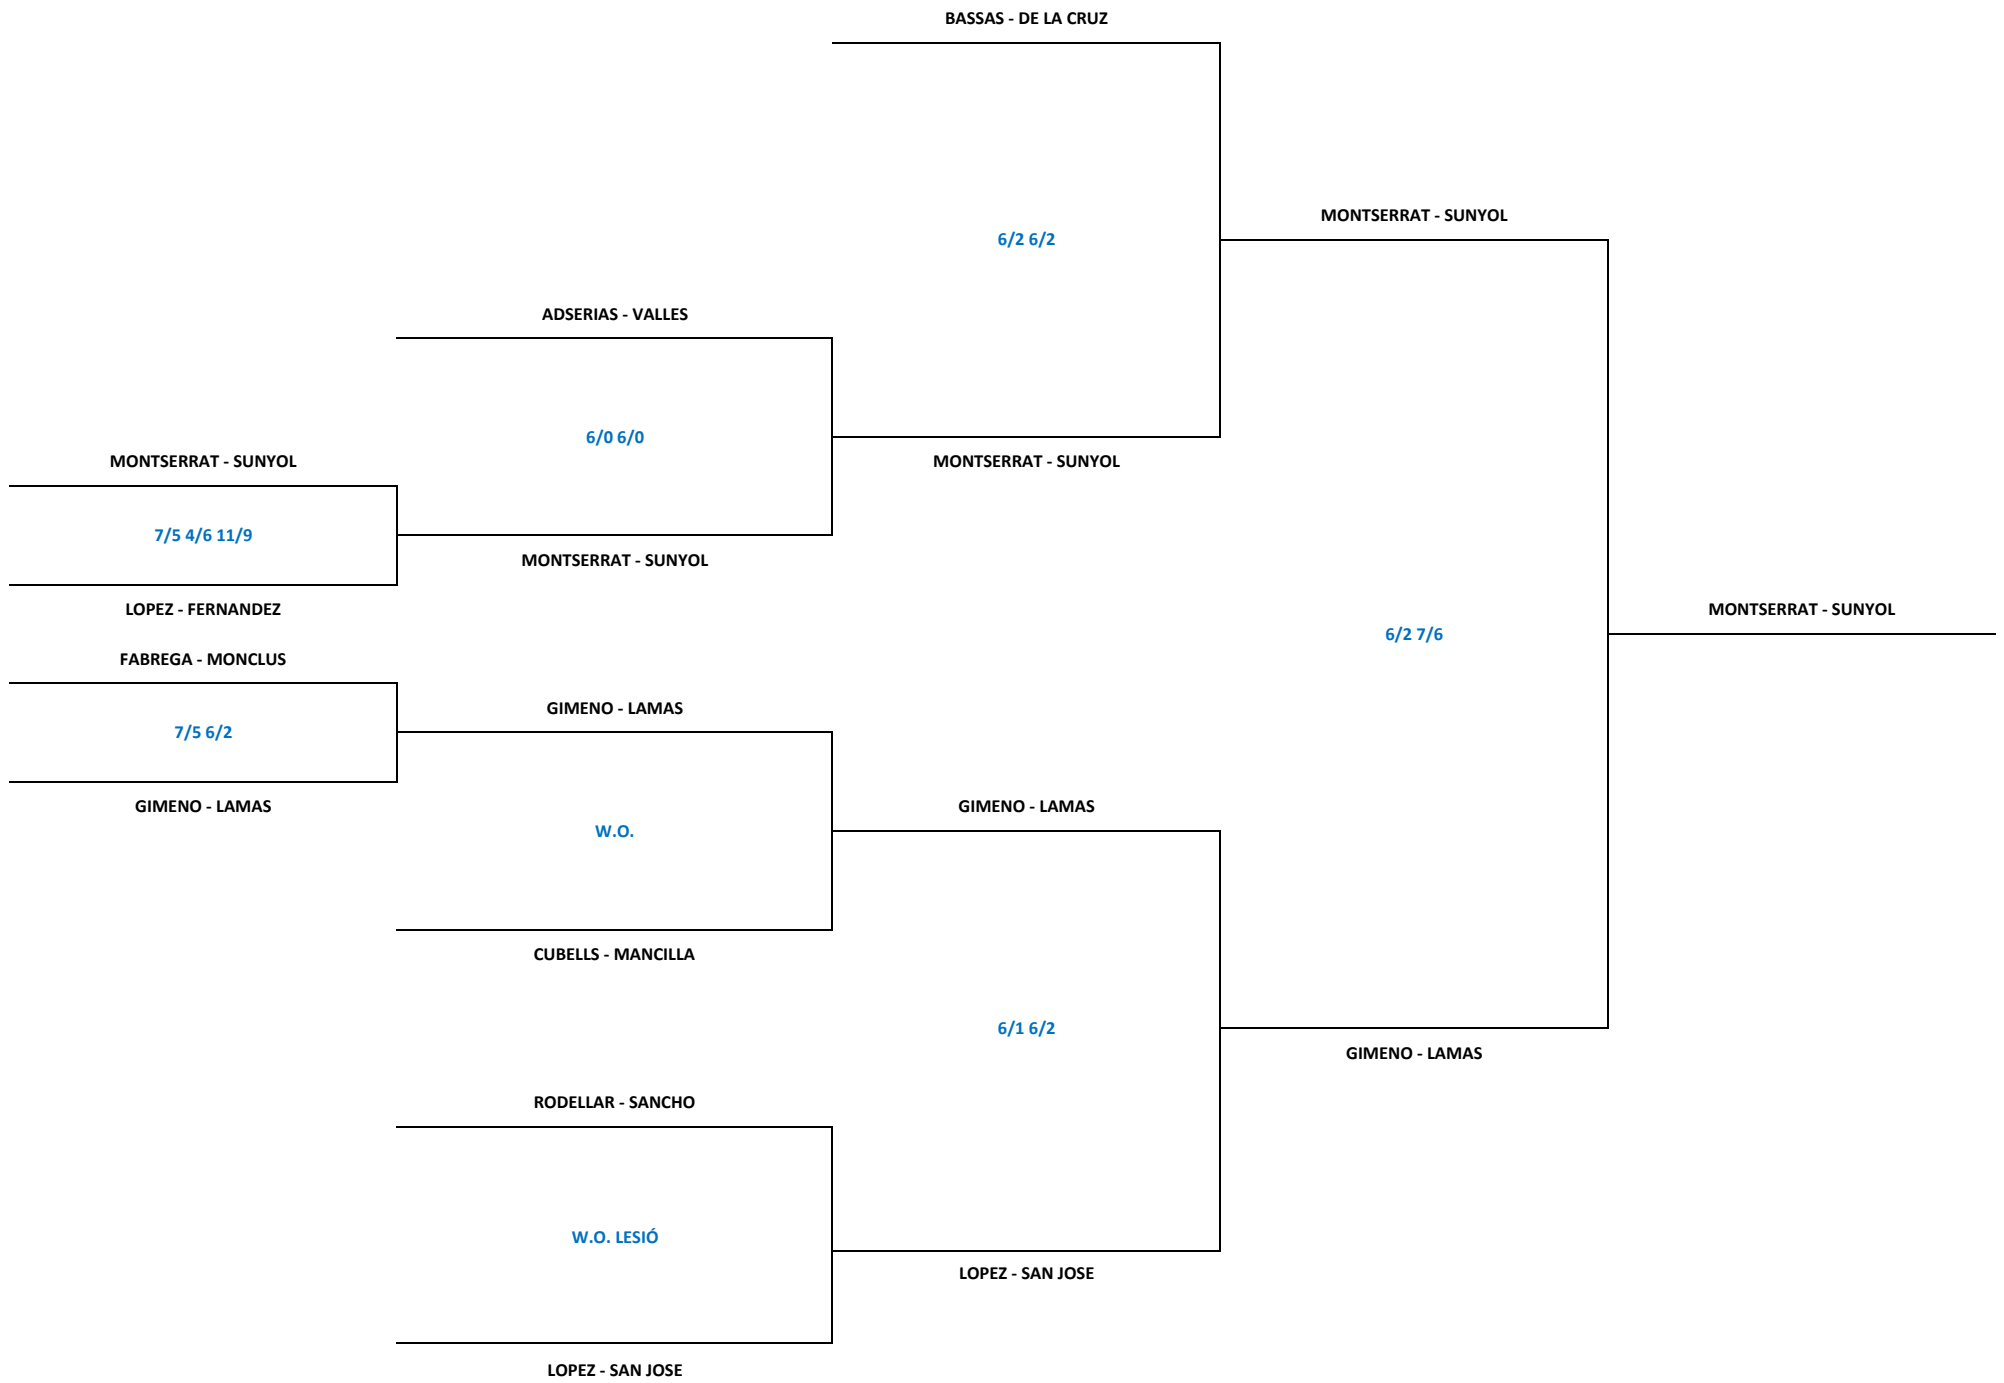 BASSAS - DE LA CRUZ
MONTSERRAT - SUNYOL
6/2 6/2
ADSERIAS - VALLES
6/0 6/0
MONTSERRAT - SUNYOL
MONTSERRAT - SUNYOL
7/5 4/6 11/9
MONTSERRAT - SUNYOL
LOPEZ - FERNANDEZ
MONTSERRAT - SUNYOL
6/2 7/6
FABREGA - MONCLUS
GIMENO - LAMAS
7/5 6/2
GIMENO - LAMAS
GIMENO - LAMAS
W.O.
CUBELLS - MANCILLA
6/1 6/2
GIMENO - LAMAS
RODELLAR - SANCHO
W.O. LESIÓ
LOPEZ - SAN JOSE
LOPEZ - SAN JOSE